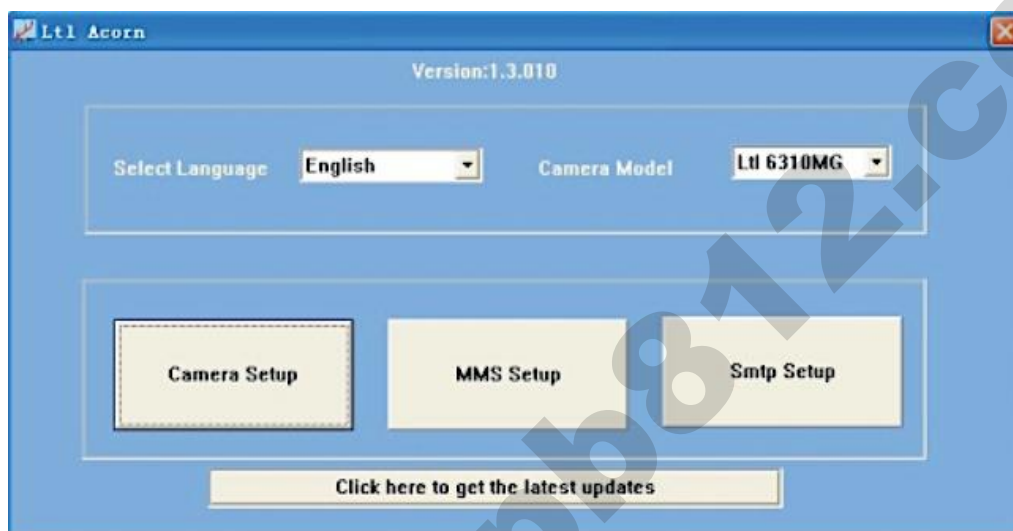 Ltl Acorn
Version:1.3.010
Select Language English Camera Model Ltl 6310MG
Camera Setup MMS Setup Smtp Setup
Click here to get the latest updates